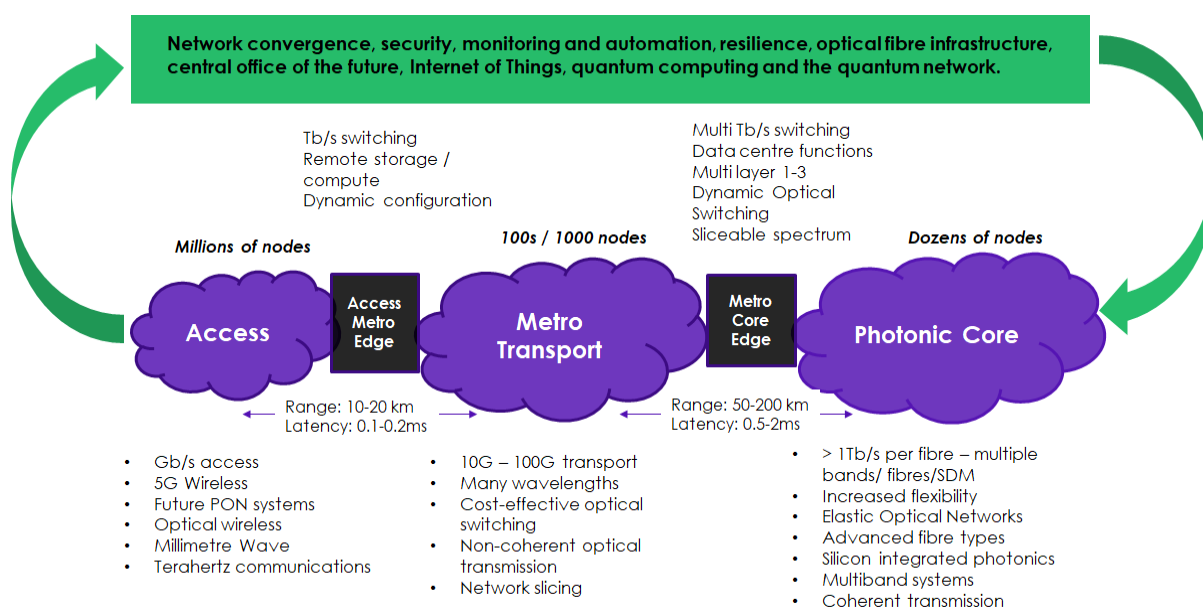 Network convergence, security, monitoring and automation, resilience, optical fibre infrastructure,
central office of the future, Internet of Things, quantum computing and the quantum network.
Tb/s switching
Remote storage /
compute
Dynamic configuration
Multi Tb/s switching
Data centre functions
Multi layer 1-3
Dynamic Optical
Switching
Sliceable spectrum
Millions of nodes
100s / 1000 nodes
Dozens of nodes
Access
Access
Metro
Edge
Metro
Transport
Metro
Core
Edge
Photonic Core
Range: 10-20 km
Latency: 0.1-0.2ms
Range: 50-200 km
Latency: 0.5-2ms
• Gb/s access
• 5G Wireless
• Future PON systems
• Optical wireless
• Millimetre Wave
• Terahertz communications
• 10G – 100G transport
• Many wavelengths
• Cost-effective optical
switching
• Non-coherent optical
transmission
• Network slicing
• > 1Tb/s per fibre – multiple
bands/ fibres/SDM
• Increased flexibility
• Elastic Optical Networks
• Advanced fibre types
• Silicon integrated photonics
• Multiband systems
• Coherent transmission